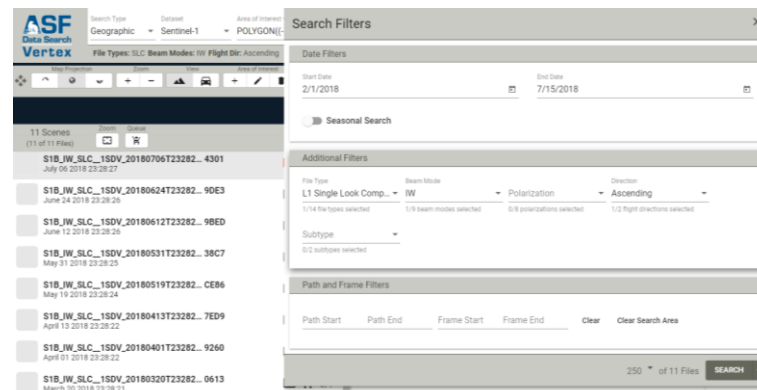 ASF
Data Search
Vertex
Search Type
Geographic
Dataset
Sentinel-1
Area of Interest
POLYGON((-
File Types: SLC Beam Modes: IW Flight Dir: Ascending
Map Projection
Zoom
View
Area of Interest
11 Scenes
(11 of 11 Files)
Zoom
Queue
S1B_IW_SLC__1SDV_20180706T23282... 4301
July 06 2018 23:28:27
S1B_IW_SLC__1SDV_20180624T23282... 9DE3
June 24 2018 23:28:26
S1B_IW_SLC__1SDV_20180612T23282... 9BED
June 12 2018 23:28:26
S1B_IW_SLC__1SDV_20180531T23282... 38C7
May 31 2018 23:28:25
S1B_IW_SLC__1SDV_20180519T23282... CE86
May 19 2018 23:28:24
S1B_IW_SLC__1SDV_20180413T23282... 7ED9
April 13 2018 23:28:22
S1B_IW_SLC__1SDV_20180401T23282... 9260
April 01 2018 23:28:22
S1B_IW_SLC__1SDV_20180320T23282... 0613
March 20 2018 23:28:21
Search Filters
Date Filters
Start Date
2/1/2018
End Date
7/15/2018
Seasonal Search
Additional Filters
File Type
L1 Single Look Comp...
1/14 file types selected
Beam Mode
IW
1/9 beam modes selected
Polarization
0/8 polarizations selected
Direction
Ascending
1/2 flight directions selected
Subtype
0/2 subtypes selected
Path and Frame Filters
Path Start
Path End
Frame Start
Frame End
Clear
Clear Search Area
250
of 11 Files
SEARCH